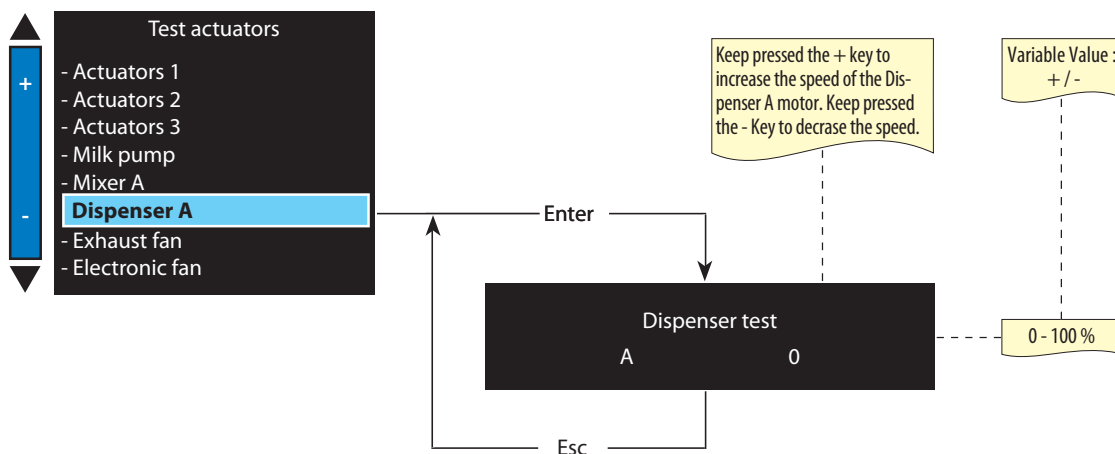 Test actuators
+
- Actuators 1
- Actuators 2
- Actuators 3
- Milk pump
- Mixer A
-
Dispenser A
- Exhaust fan
- Electronic fan
Enter
Keep pressed the + key to
increase the speed of the Dis-
penser A motor. Keep pressed
the - Key to decrase the speed.
Variable Value :
+ / -
Dispenser test
A 0
0 - 100 %
Esc